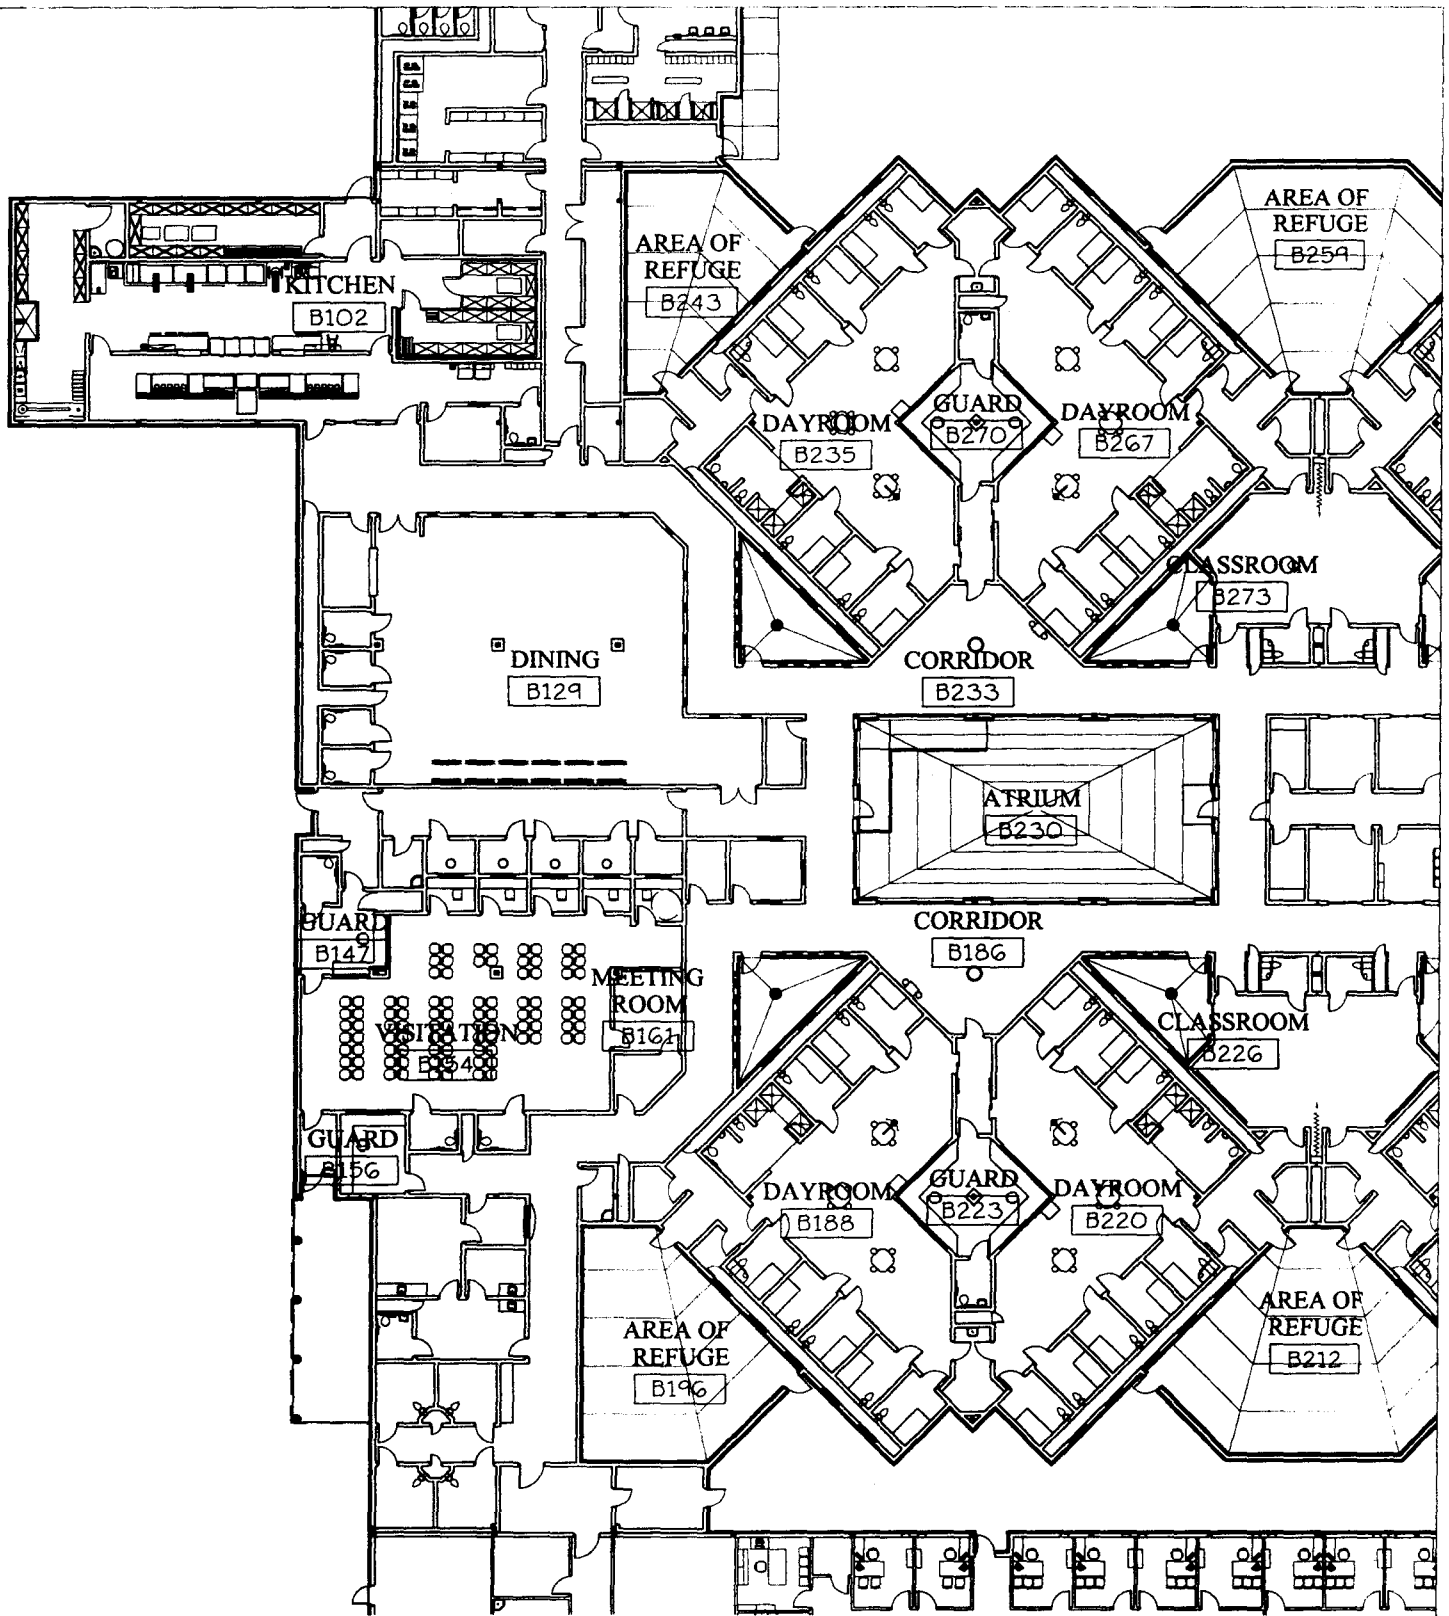 AREA OF
REFUGE
B259
AREA OF
REFUGE
B243
KITCHEN
B102
GUARD
B270
DAYROOM
B235
DAYROOM
B267
CLASSROOM
B273
DINING
B129
CORRIDOR
B233
ATRIUM
B230
GUARD
B147
CORRIDOR
B186
MEETING
ROOM
B161
VISITATION
CLASSROOM
B226
GUARD
B156
DAYROOM
B188
GUARD
B223
DAYROOM
B220
AREA OF
REFUGE
B196
AREA OF
REFUGE
B212